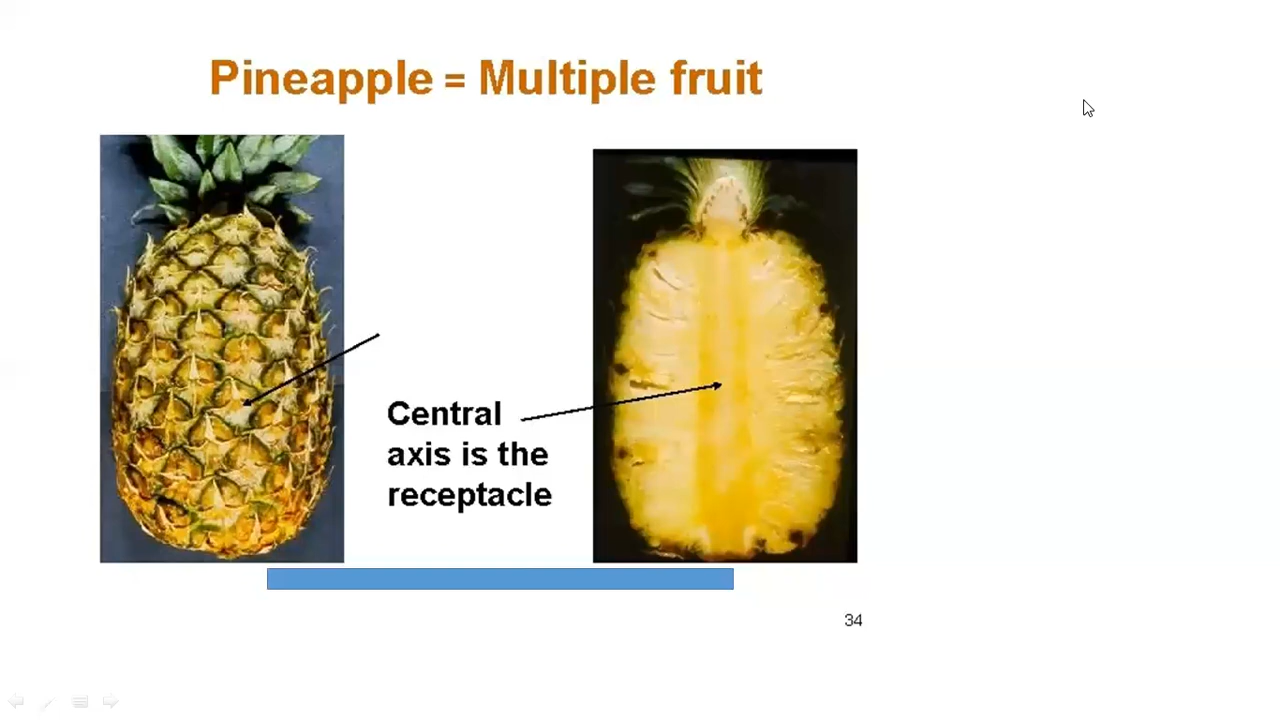 Pineapple = Multiple fruit
Central
axis is the
receptacle
34